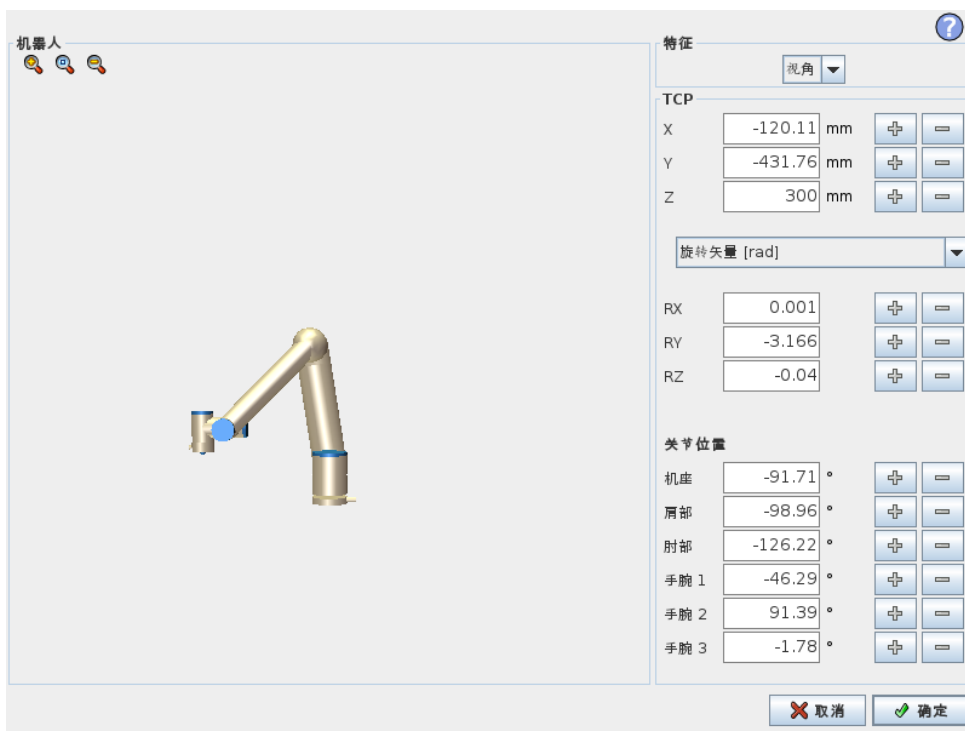 ?
机器人
特征
视角
TCP
X -120.11 mm
Y -431.76 mm
Z 300 mm
旋转矢量 [rad]
RX 0.001
RY -3.166
RZ -0.04
关节位置
机座 -91.71 °
肩部 -98.96 °
肘部 -126.22 °
手腕 1 -46.29 °
手腕 2 91.39 °
手腕 3 -1.78 °
取消 确定